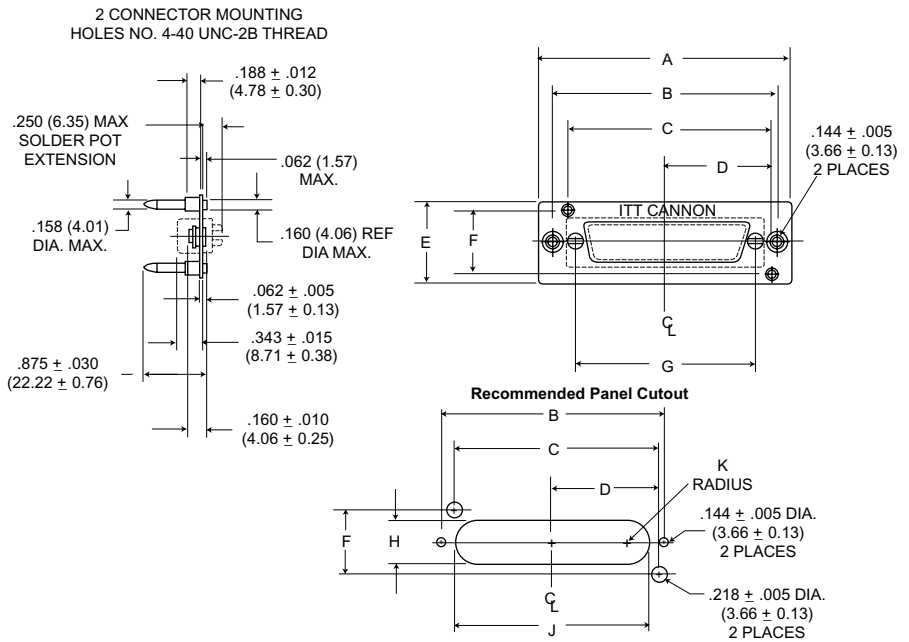 2 CONNECTOR MOUNTING
HOLES NO. 4-40 UNC-2B THREAD
.188 ± .012
(4.78 ± 0.30)
.250 (6.35) MAX
SOLDER POT
EXTENSION
.062 (1.57)
MAX.
.158 (4.01)
DIA. MAX.
.160 (4.06) REF
DIA MAX.
.062 ± .005
(1.57 ± 0.13)
.343 ± .015
(8.71 ± 0.38)
.875 ± .030
(22.22 ± 0.76)
.160 ± .010
(4.06 ± 0.25)
A
B
C
D
.144 ± .005
(3.66 ± 0.13)
2 PLACES
ITT CANNON
E
F
CL
G
Recommended Panel Cutout
B
C
D
K
RADIUS
F
H
.144 ± .005 DIA.
(3.66 ± 0.13)
2 PLACES
CL
J
.218 ± .005 DIA.
(3.66 ± 0.13)
2 PLACES